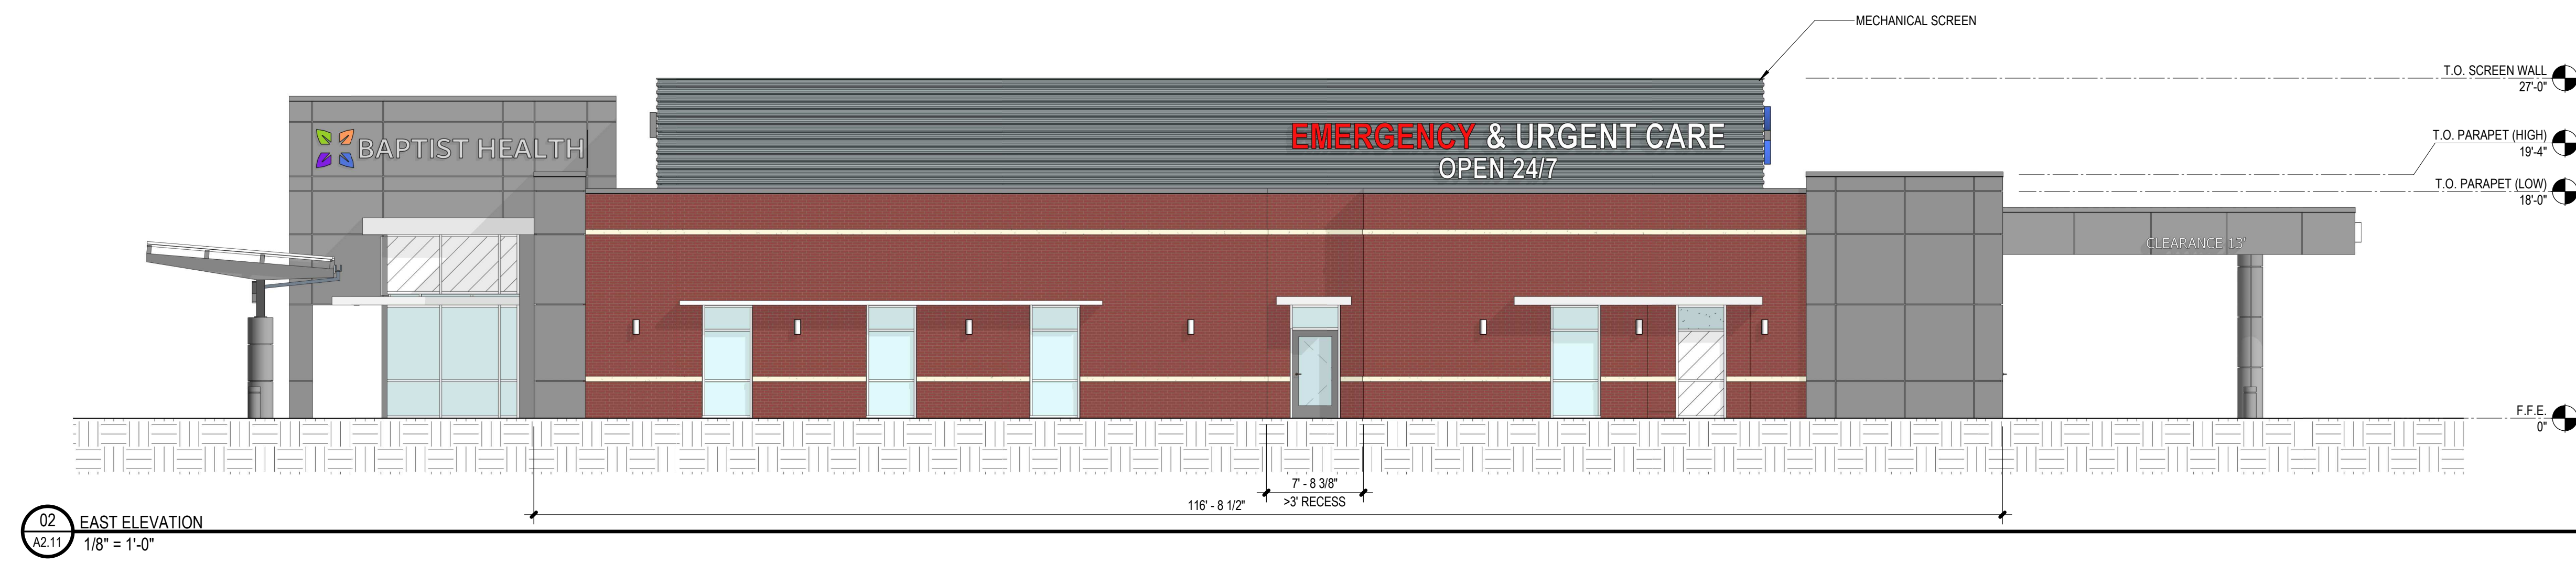 MECHANICAL SCREEN
T.O. SCREEN WALL
27'-0"
T.O. PARAPET (HIGH)
19'-4"
T.O. PARAPET (LOW)
18'-0"
BAPTIST HEALTH
EMERGENCY & URGENT CARE
OPEN 24/7
CLEARANCE 13'
F.F.E.
0"
7' - 8 3/8"
>3' RECESS
116' - 8 1/2"
02
A2.11
EAST ELEVATION
1/8" = 1'-0"